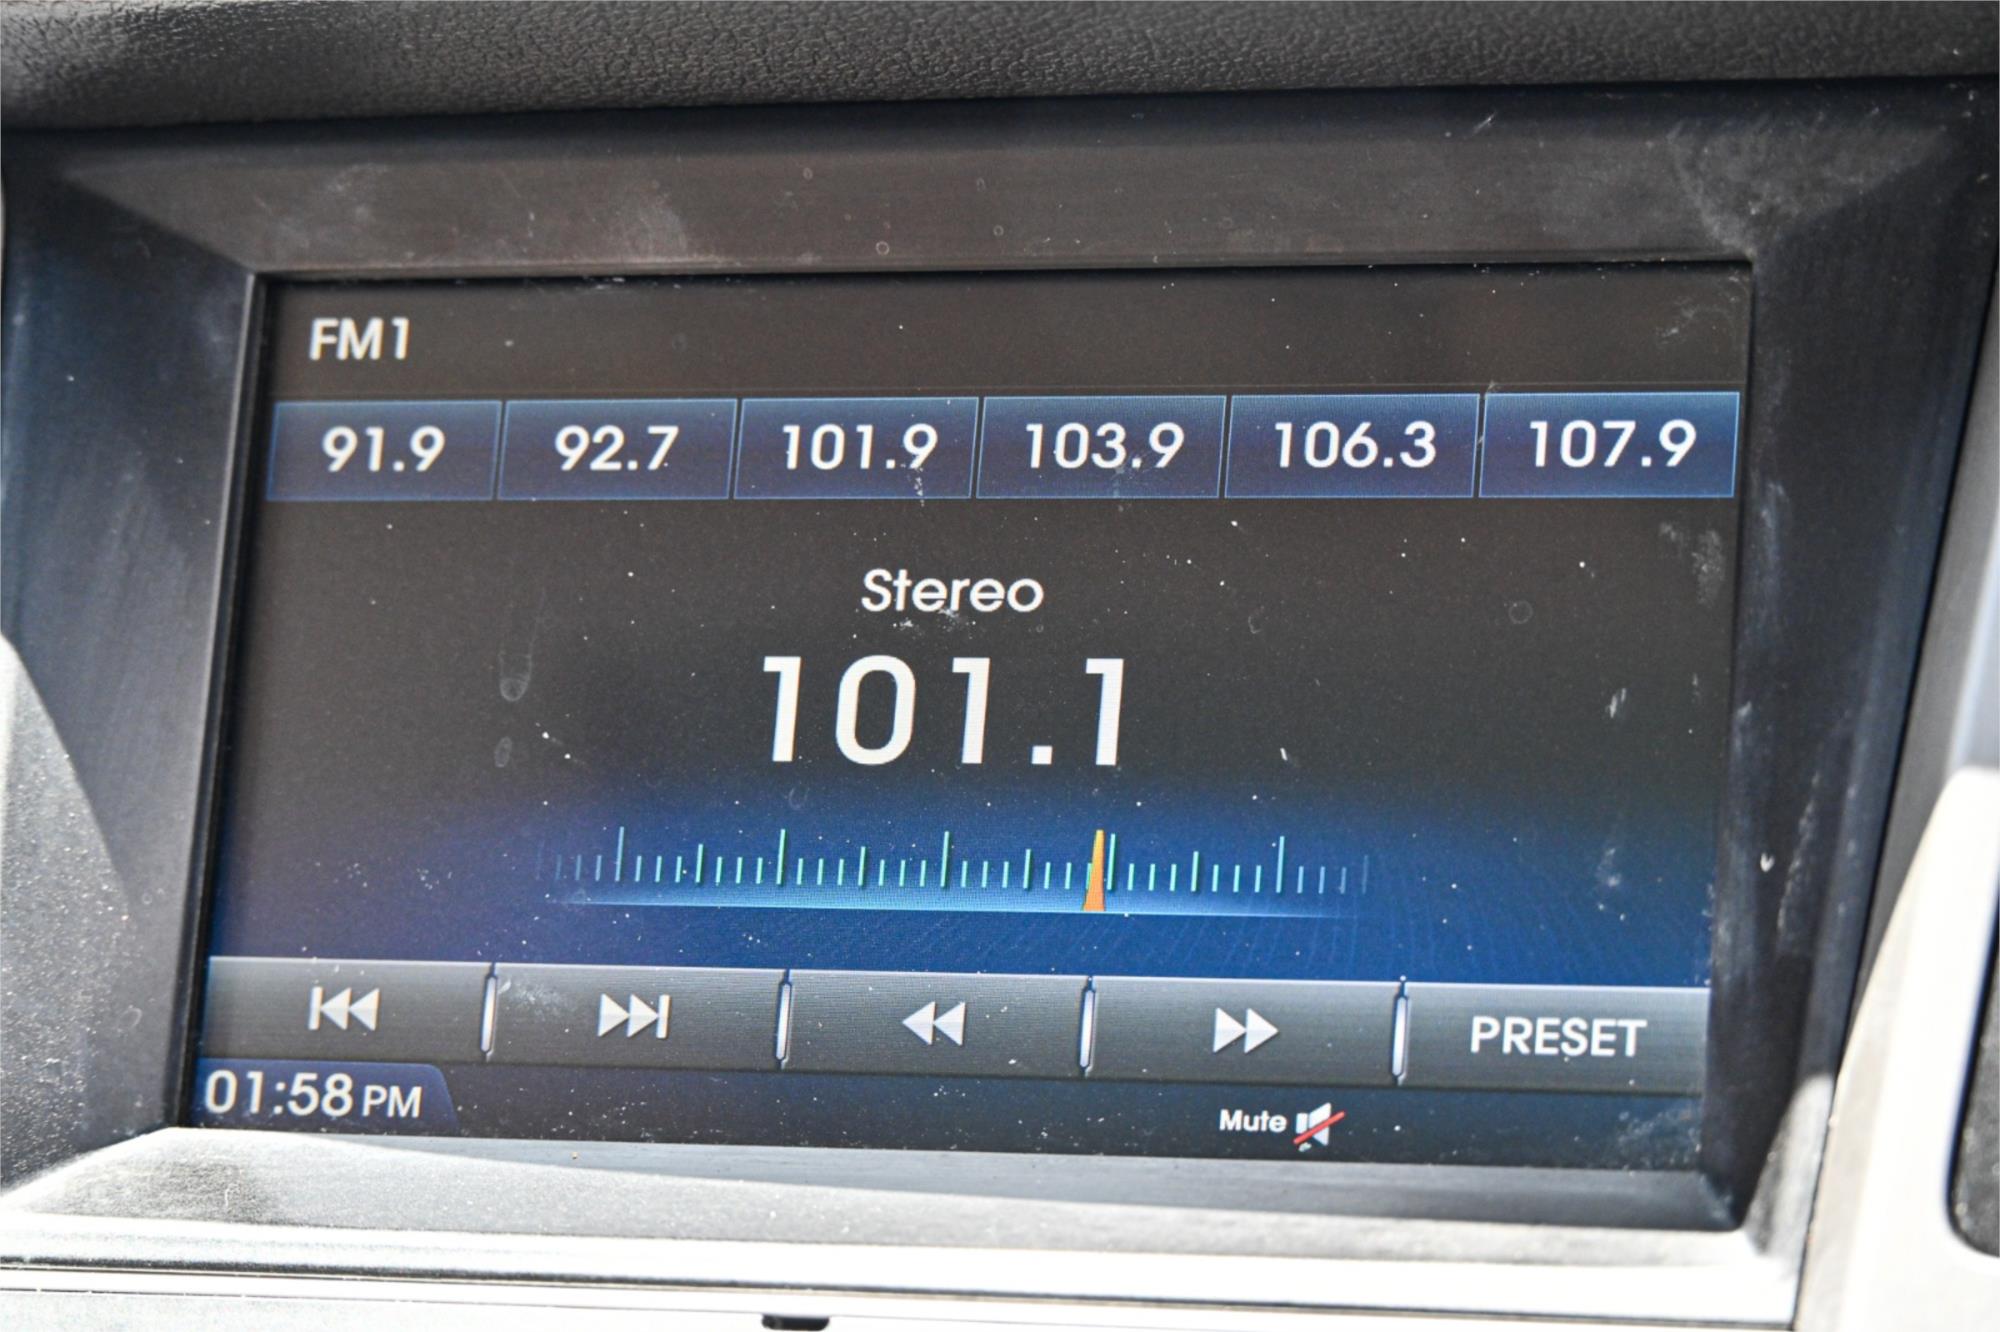 FM1
91.9 92.7 101.9 103.9 106.3 107.9
Stereo
101.1
PRESET
01:58 PM
Mute